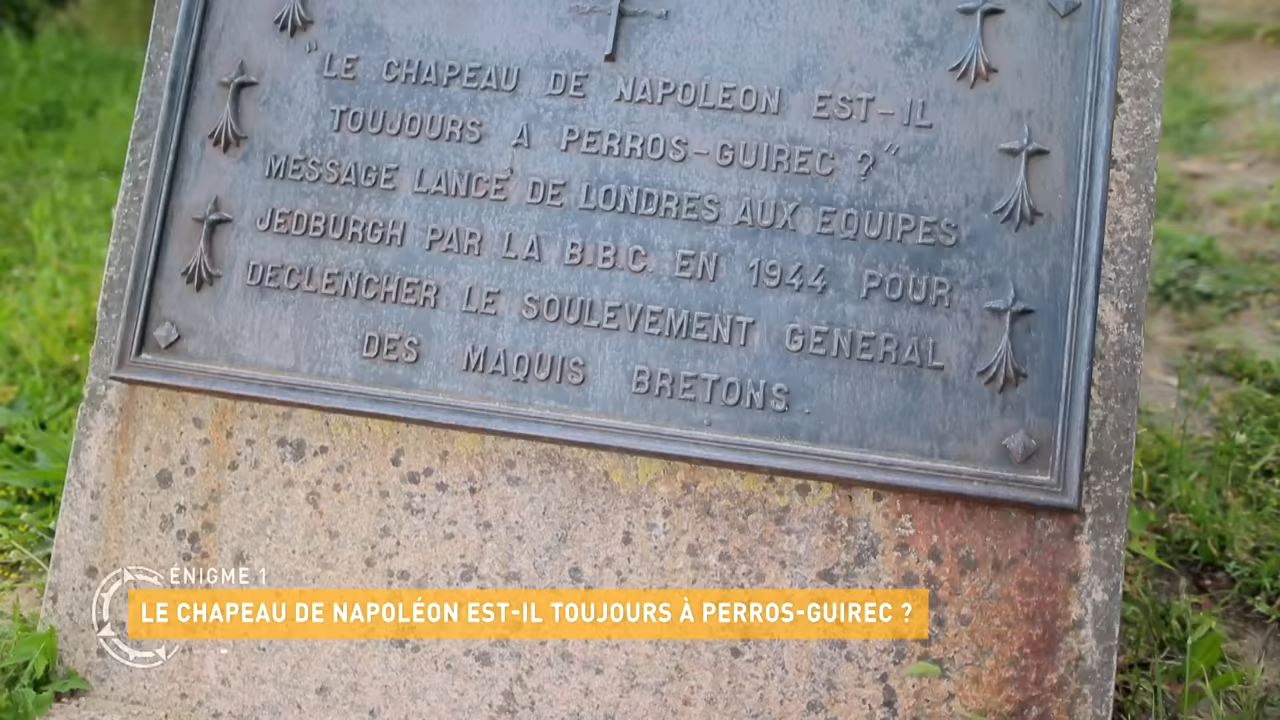 "LE CHAPEAU DE NAPOLEON EST-IL
TOUJOURS A PERROS-GUIREC ?"
MESSAGE LANCE' DE LONDRES AUX EQUIPES
JEDBURGH PAR LA B.B.C. EN 1944 POUR
DECLENCHER LE SOULEVEMENT GENERAL
DES MAQUIS BRETONS.
ÉNIGME 1
LE CHAPEAU DE NAPOLÉON EST-IL TOUJOURS À PERROS-GUIREC ?